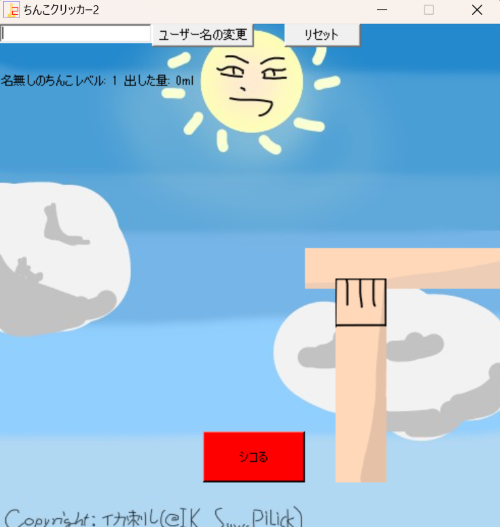 ちんこクリッカー2
ユーザー名の変更
リセット
名無しのちんこレベル: 1 出した量: 0ml
シコる
Copyright: イカ刺し(@IK_S